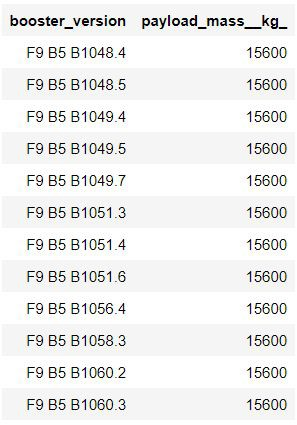 booster_version payload_mass__kg_
F9 B5 B1048.4 15600
F9 B5 B1048.5 15600
F9 B5 B1049.4 15600
F9 B5 B1049.5 15600
F9 B5 B1049.7 15600
F9 B5 B1051.3 15600
F9 B5 B1051.4 15600
F9 B5 B1051.6 15600
F9 B5 B1056.4 15600
F9 B5 B1058.3 15600
F9 B5 B1060.2 15600
F9 B5 B1060.3 15600